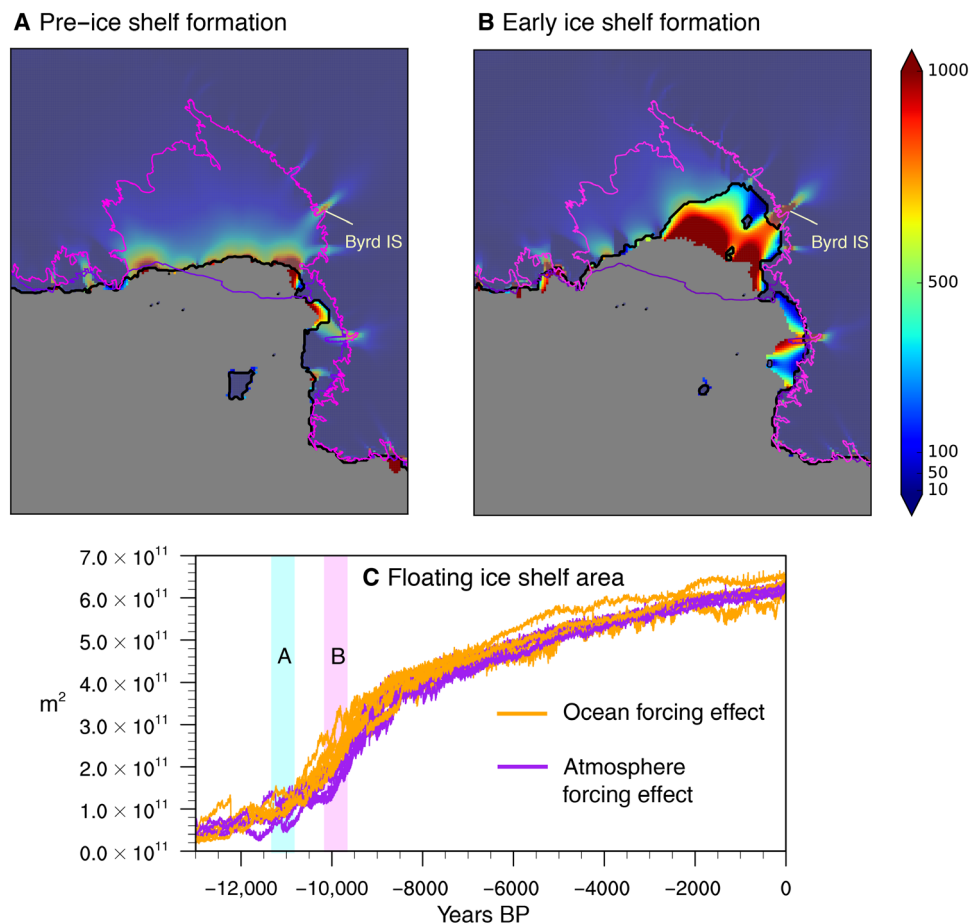 A Pre-ice shelf formation
B Early ice shelf formation
Byrd IS
Byrd IS
1000
500
100
50
10
C Floating ice shelf area
7.0 × 10¹¹
6.0 × 10¹¹
5.0 × 10¹¹
4.0 × 10¹¹
3.0 × 10¹¹
2.0 × 10¹¹
1.0 × 10¹¹
0.0 × 10¹¹
m²
A
B
Ocean forcing effect
Atmosphere
forcing effect
−12,000 −10,000 −8000 −6000 −4000 −2000 0
Years BP